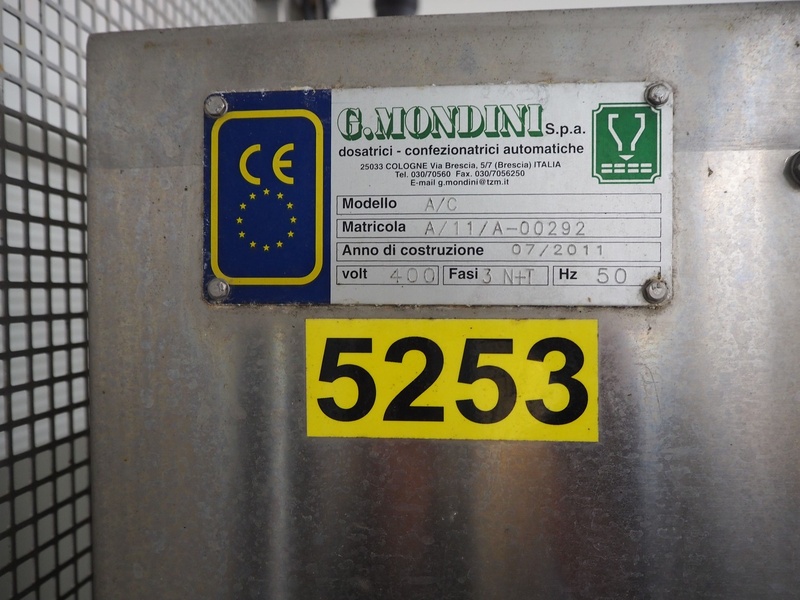 CE
G.MONDINI S.p.a.
dosatrici - confezionatrici automatiche
25033 COLOGNE Via Brescia, 5/7 (Brescia) ITALIA
Tel. 030/70560 Fax. 030/7056250
E-mail g.mondini@tzm.it
Modello A/C
Matricola A/11/A-00292
Anno di costruzione 07/2011
volt 400 Fasi 3 N+T Hz 50
5253